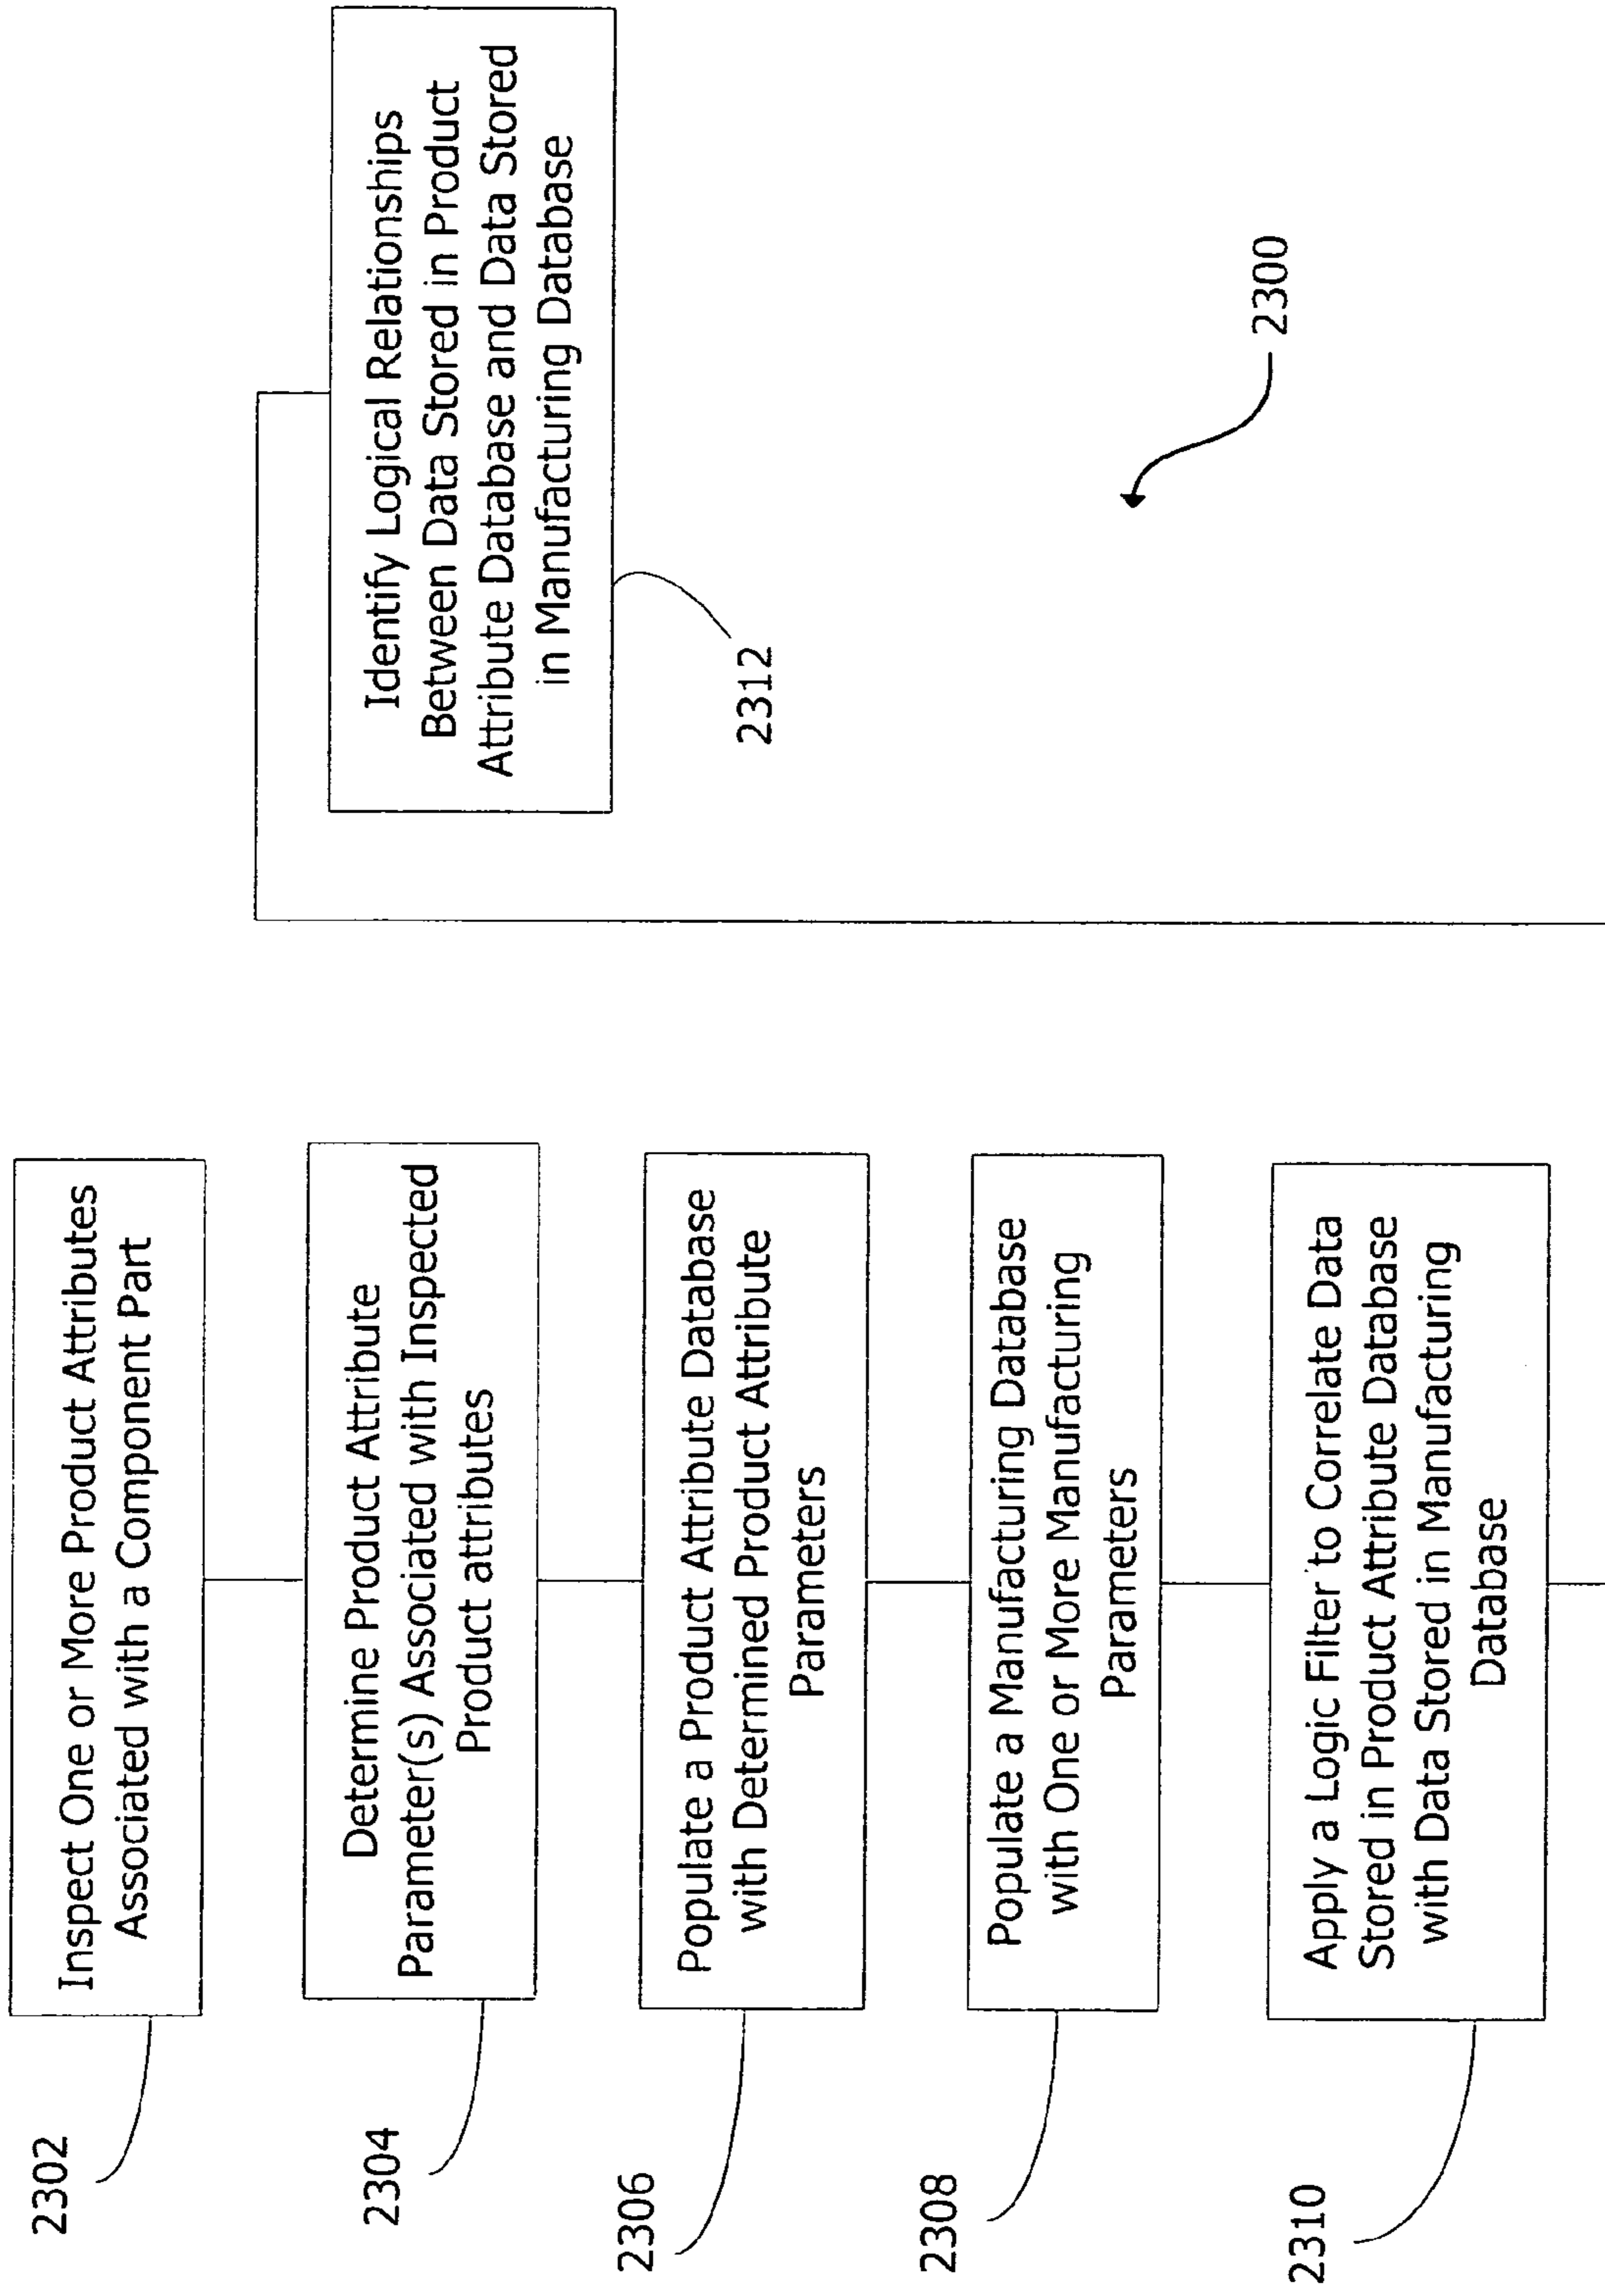 2302
Inspect One or More Product Attributes
Associated with a Component Part
2304
Determine Product Attribute
Parameter(s) Associated with Inspected
Product attributes
2306
Populate a Product Attribute Database
with Determined Product Attribute
Parameters
2308
Populate a Manufacturing Database
with One or More Manufacturing
Parameters
2310
Apply a Logic Filter to Correlate Data
Stored in Product Attribute Database
with Data Stored in Manufacturing
Database
Identify Logical Relationships
Between Data Stored in Product
Attribute Database and Data Stored
in Manufacturing Database
2312
2300